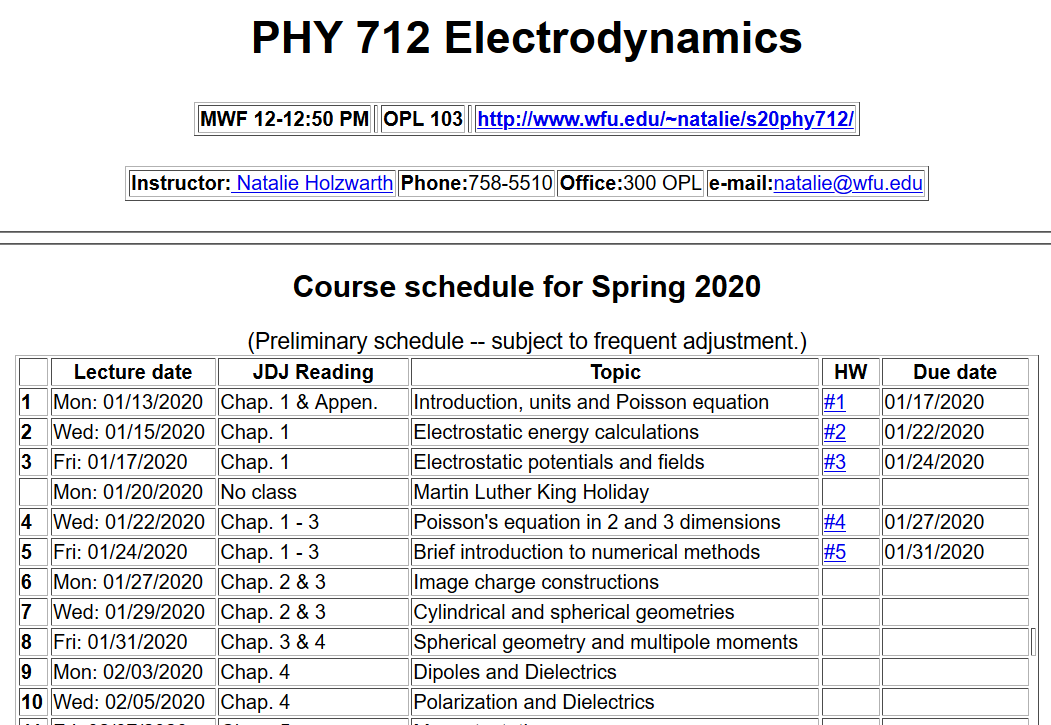 PHY 712 Electrodynamics
MWF 12-12:50 PM OPL 103 http://www.wfu.edu/~natalie/s20phy712/
Instructor: Natalie Holzwarth Phone:758-5510 Office:300 OPL e-mail:natalie@wfu.edu
Course schedule for Spring 2020
(Preliminary schedule -- subject to frequent adjustment.)
Lecture date JDJ Reading Topic HW Due date
1 Mon: 01/13/2020 Chap. 1 & Appen. Introduction, units and Poisson equation #1 01/17/2020
2 Wed: 01/15/2020 Chap. 1 Electrostatic energy calculations #2 01/22/2020
3 Fri: 01/17/2020 Chap. 1 Electrostatic potentials and fields #3 01/24/2020
Mon: 01/20/2020 No class Martin Luther King Holiday
4 Wed: 01/22/2020 Chap. 1 - 3 Poisson's equation in 2 and 3 dimensions #4 01/27/2020
5 Fri: 01/24/2020 Chap. 1 - 3 Brief introduction to numerical methods #5 01/31/2020
6 Mon: 01/27/2020 Chap. 2 & 3 Image charge constructions
7 Wed: 01/29/2020 Chap. 2 & 3 Cylindrical and spherical geometries
8 Fri: 01/31/2020 Chap. 3 & 4 Spherical geometry and multipole moments
9 Mon: 02/03/2020 Chap. 4 Dipoles and Dielectrics
10 Wed: 02/05/2020 Chap. 4 Polarization and Dielectrics